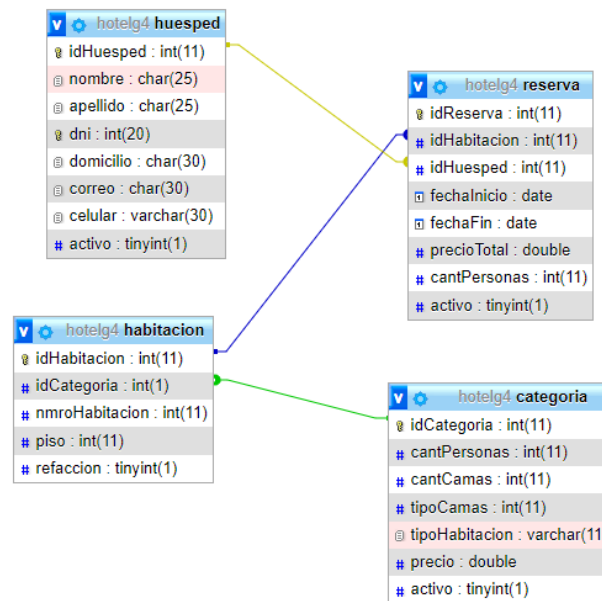 v hotelg4 huesped
idHuesped : int(11)
nombre : char(25)
apellido : char(25)
dni : int(20)
domicilio : char(30)
correo : char(30)
celular : varchar(30)
# activo : tinyint(1)
v hotelg4 reserva
idReserva : int(11)
# idHabitacion : int(11)
# idHuesped : int(11)
fechaInicio : date
fechaFin : date
# precioTotal : double
# cantPersonas : int(11)
# activo : tinyint(1)
v hotelg4 habitacion
idHabitacion : int(11)
# idCategoria : int(1)
# nmroHabitacion : int(11)
# piso : int(11)
# refaccion : tinyint(1)
v hotelg4 categoria
idCategoria : int(11)
# cantPersonas : int(11)
# cantCamas : int(11)
# tipoCamas : int(11)
tipoHabitacion : varchar(11
# precio : double
# activo : tinyint(1)